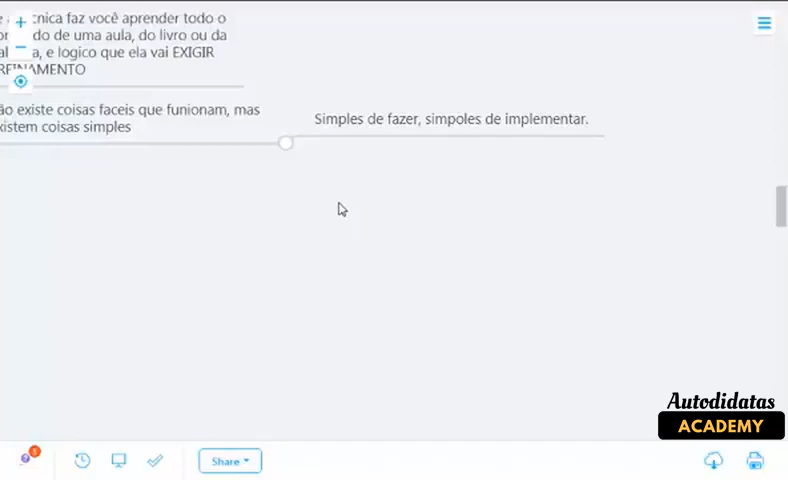 cnica faz você aprender todo o
do de uma aula, do livro ou da
a, e logico que ela vai EXIGIR
ão existe coisas faceis que funionam, mas
xistem coisas simples
Simples de fazer, simpoles de implementar.
Autodidatas
ACADEMY
Share